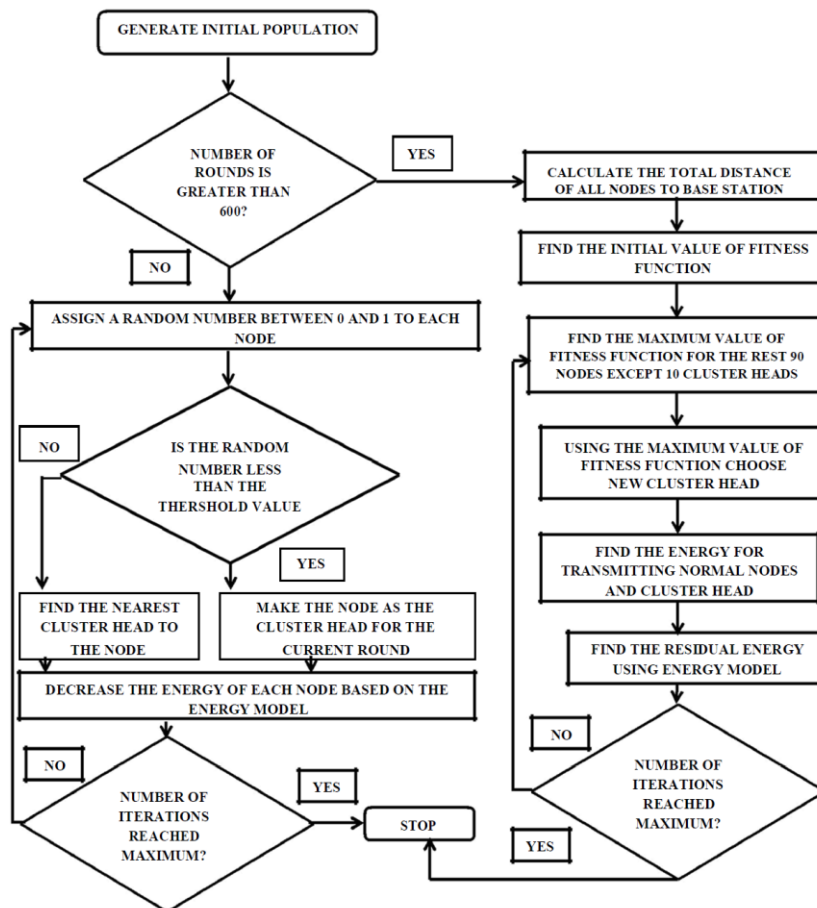 GENERATE INITIAL POPULATION
NUMBER OF
ROUNDS IS
GREATER THAN
600?
YES
CALCULATE THE TOTAL DISTANCE
OF ALL NODES TO BASE STATION
FIND THE INITIAL VALUE OF FITNESS
FUNCTION
NO
ASSIGN A RANDOM NUMBER BETWEEN 0 AND 1 TO EACH
NODE
FIND THE MAXIMUM VALUE OF
FITNESS FUNCTION FOR THE REST 90
NODES EXCEPT 10 CLUSTER HEADS
NO
IS THE RANDOM
NUMBER LESS
THAN THE
THERSHOLD VALUE
USING THE MAXIMUM VALUE OF
FITNESS FUCNTION CHOOSE
NEW CLUSTER HEAD
YES
FIND THE ENERGY FOR
TRANSMITTING NORMAL NODES
AND CLUSTER HEAD
FIND THE NEAREST
CLUSTER HEAD TO
THE NODE
MAKE THE NODE AS THE
CLUSTER HEAD FOR THE
CURRENT ROUND
FIND THE RESIDUAL ENERGY
USING ENERGY MODEL
DECREASE THE ENERGY OF EACH NODE BASED ON THE
ENERGY MODEL
NO
NUMBER OF
ITERATIONS
REACHED
MAXIMUM?
YES
STOP
NO
NUMBER OF
ITERATIONS
REACHED
MAXIMUM?
YES